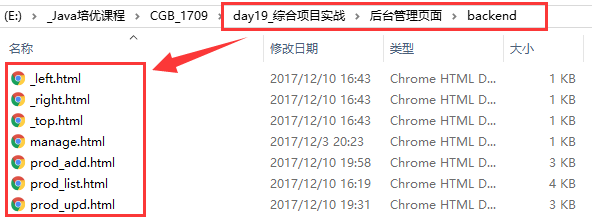 (E:) › _Java培优课程 › CGB_1709 › day19_综合项目实战 › 后台管理页面 › backend
名称 修改日期 类型 大小
_left.html 2017/12/10 16:43 Chrome HTML D... 1 KB
_right.html 2017/12/10 16:43 Chrome HTML D... 1 KB
_top.html 2017/12/10 16:43 Chrome HTML D... 1 KB
manage.html 2017/12/3 20:23 Chrome HTML D... 1 KB
prod_add.html 2017/12/10 19:58 Chrome HTML D... 3 KB
prod_list.html 2017/12/10 16:19 Chrome HTML D... 4 KB
prod_upd.html 2017/12/10 19:31 Chrome HTML D... 3 KB